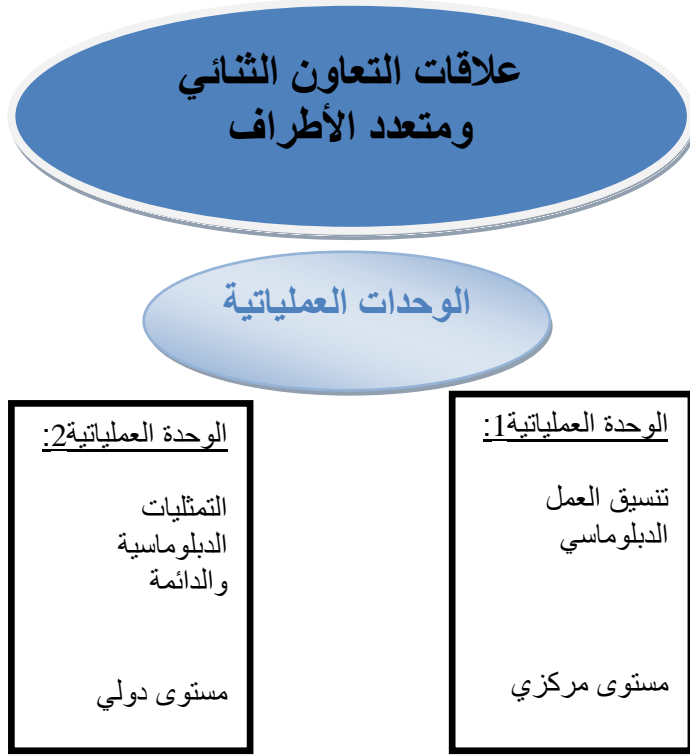 علاقات التعاون الثنائي
ومتعدد الأطراف
الوحدات العملياتية
الوحدة العملياتية1:
تنسيق العمل
الدبلوماسي
مستوى مركزي
الوحدة العملياتية2:
التمثليات
الدبلوماسية
والدائمة
مستوى دولي